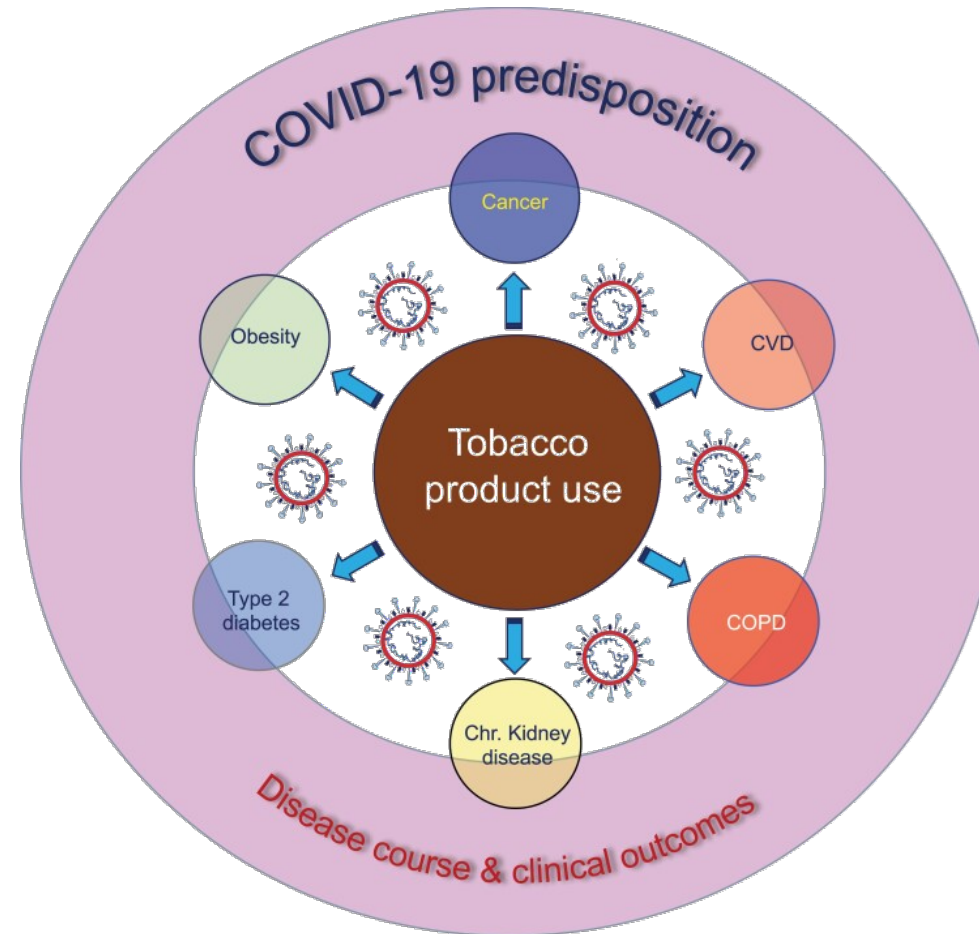 COVID-19 predisposition
Cancer
Obesity
CVD
Tobacco
product use
Type 2
diabetes
COPD
Chr. Kidney
disease
Disease course & clinical outcomes